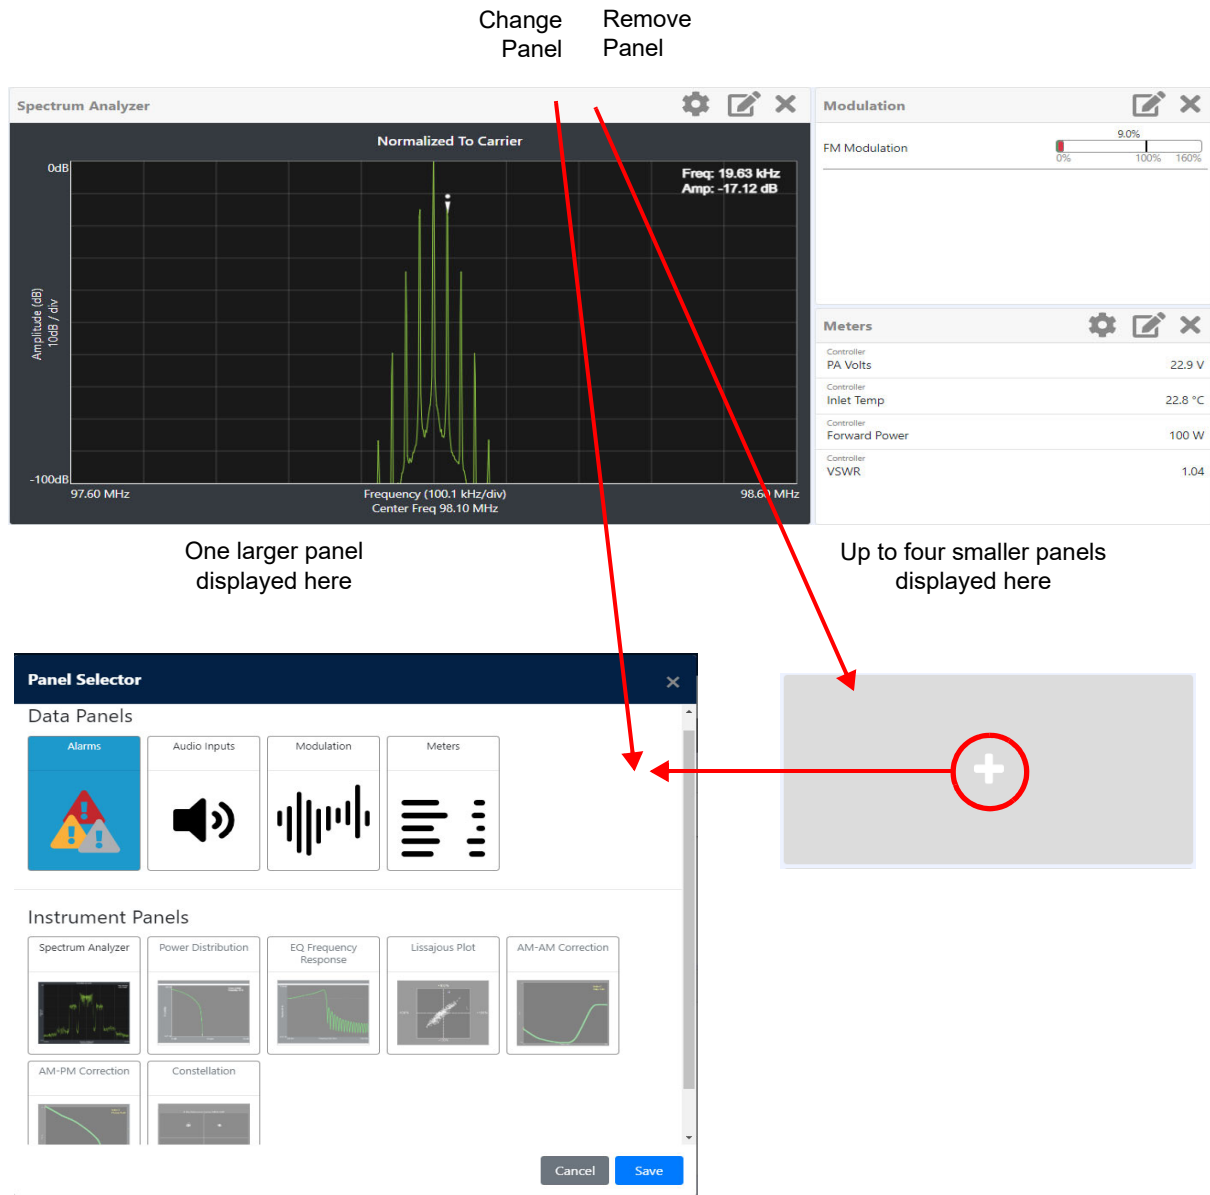 Change
Panel
Remove
Panel
Spectrum Analyzer
Normalized To Carrier
0dB
Freq: 19.63 kHz
Amp: -17.12 dB
Amplitude (dB)
10dB / div
-100dB
97.60 MHz
Frequency (100.1 kHz/div)
98.60 MHz
Center Freq 98.10 MHz
Modulation
FM Modulation
9.0%
0%
100%
160%
Meters
Controller
PA Volts
22.9 V
Controller
Inlet Temp
22.8 °C
Controller
Forward Power
100 W
Controller
VSWR
1.04
One larger panel
displayed here
Up to four smaller panels
displayed here
Panel Selector
Data Panels
Alarms
Audio Inputs
Modulation
Meters
Instrument Panels
Spectrum Analyzer
Power Distribution
EQ Frequency
Response
Lissajous Plot
AM-AM Correction
AM-PM Correction
Constellation
Cancel
Save